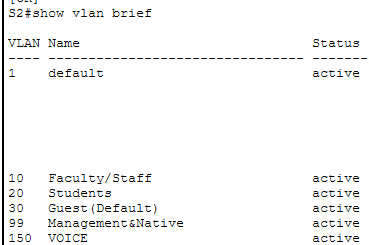 [OK]
S2#show vlan brief
VLAN Name Status
---- -------------------------------- -------
1 default active
10 Faculty/Staff active
20 Students active
30 Guest(Default) active
99 Management&Native active
150 VOICE active